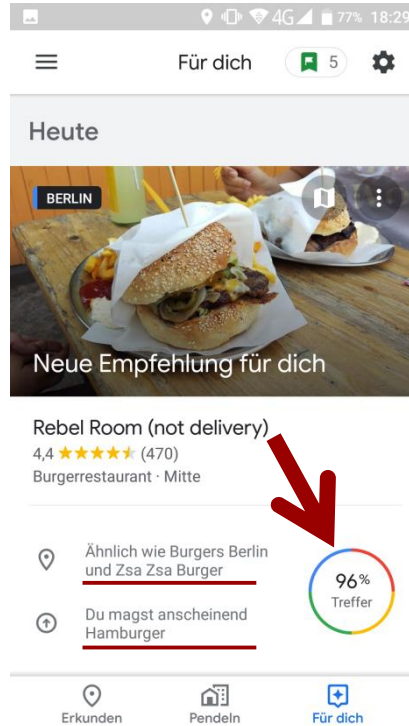 4G 77% 18:29
Für dich 5
Heute
BERLIN
Neue Empfehlung für dich
Rebel Room (not delivery)
4,4 (470)
Burgerrestaurant · Mitte
Ähnlich wie Burgers Berlin
und Zsa Zsa Burger
Du magst anscheinend
Hamburger
96%
Treffer
Erkunden Pendeln Für dich